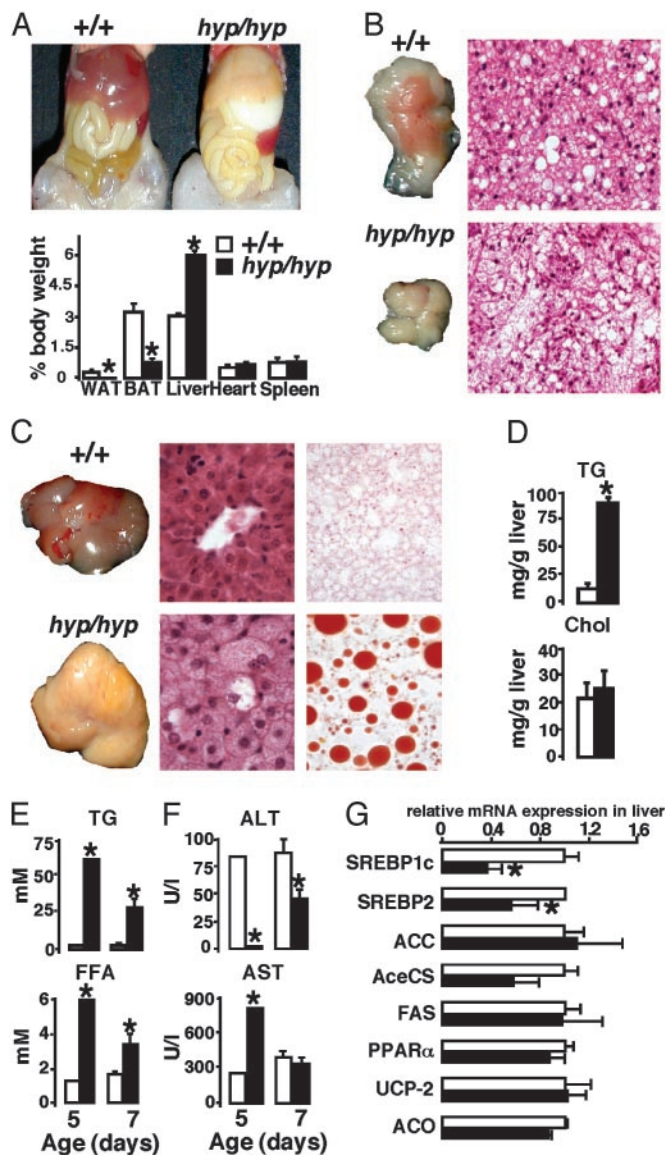 A
+/+ hyp/hyp
6
3
1.5
0
% body weight
*
*
*
+/+
hyp/hyp
WAT BAT Liver Heart Spleen
B
+/+
hyp/hyp
C
+/+
hyp/hyp
D
TG
100
75
25
0
mg/g liver
*
Chol
40
30
20
10
0
mg/g liver
E
TG
75
50
25
0
mM
*
*
FFA
6
4
2
0
mM
*
*
5 7
Age (days)
F
ALT
100
75
50
25
0
U/l
*
*
AST
900
600
300
0
U/l
*
5 7
Age (days)
G
relative mRNA expression in liver
0 0.4 0.8 1.2 1.6
SREBP1c
*
SREBP2
*
ACC
AceCS
FAS
PPARα
UCP-2
ACO